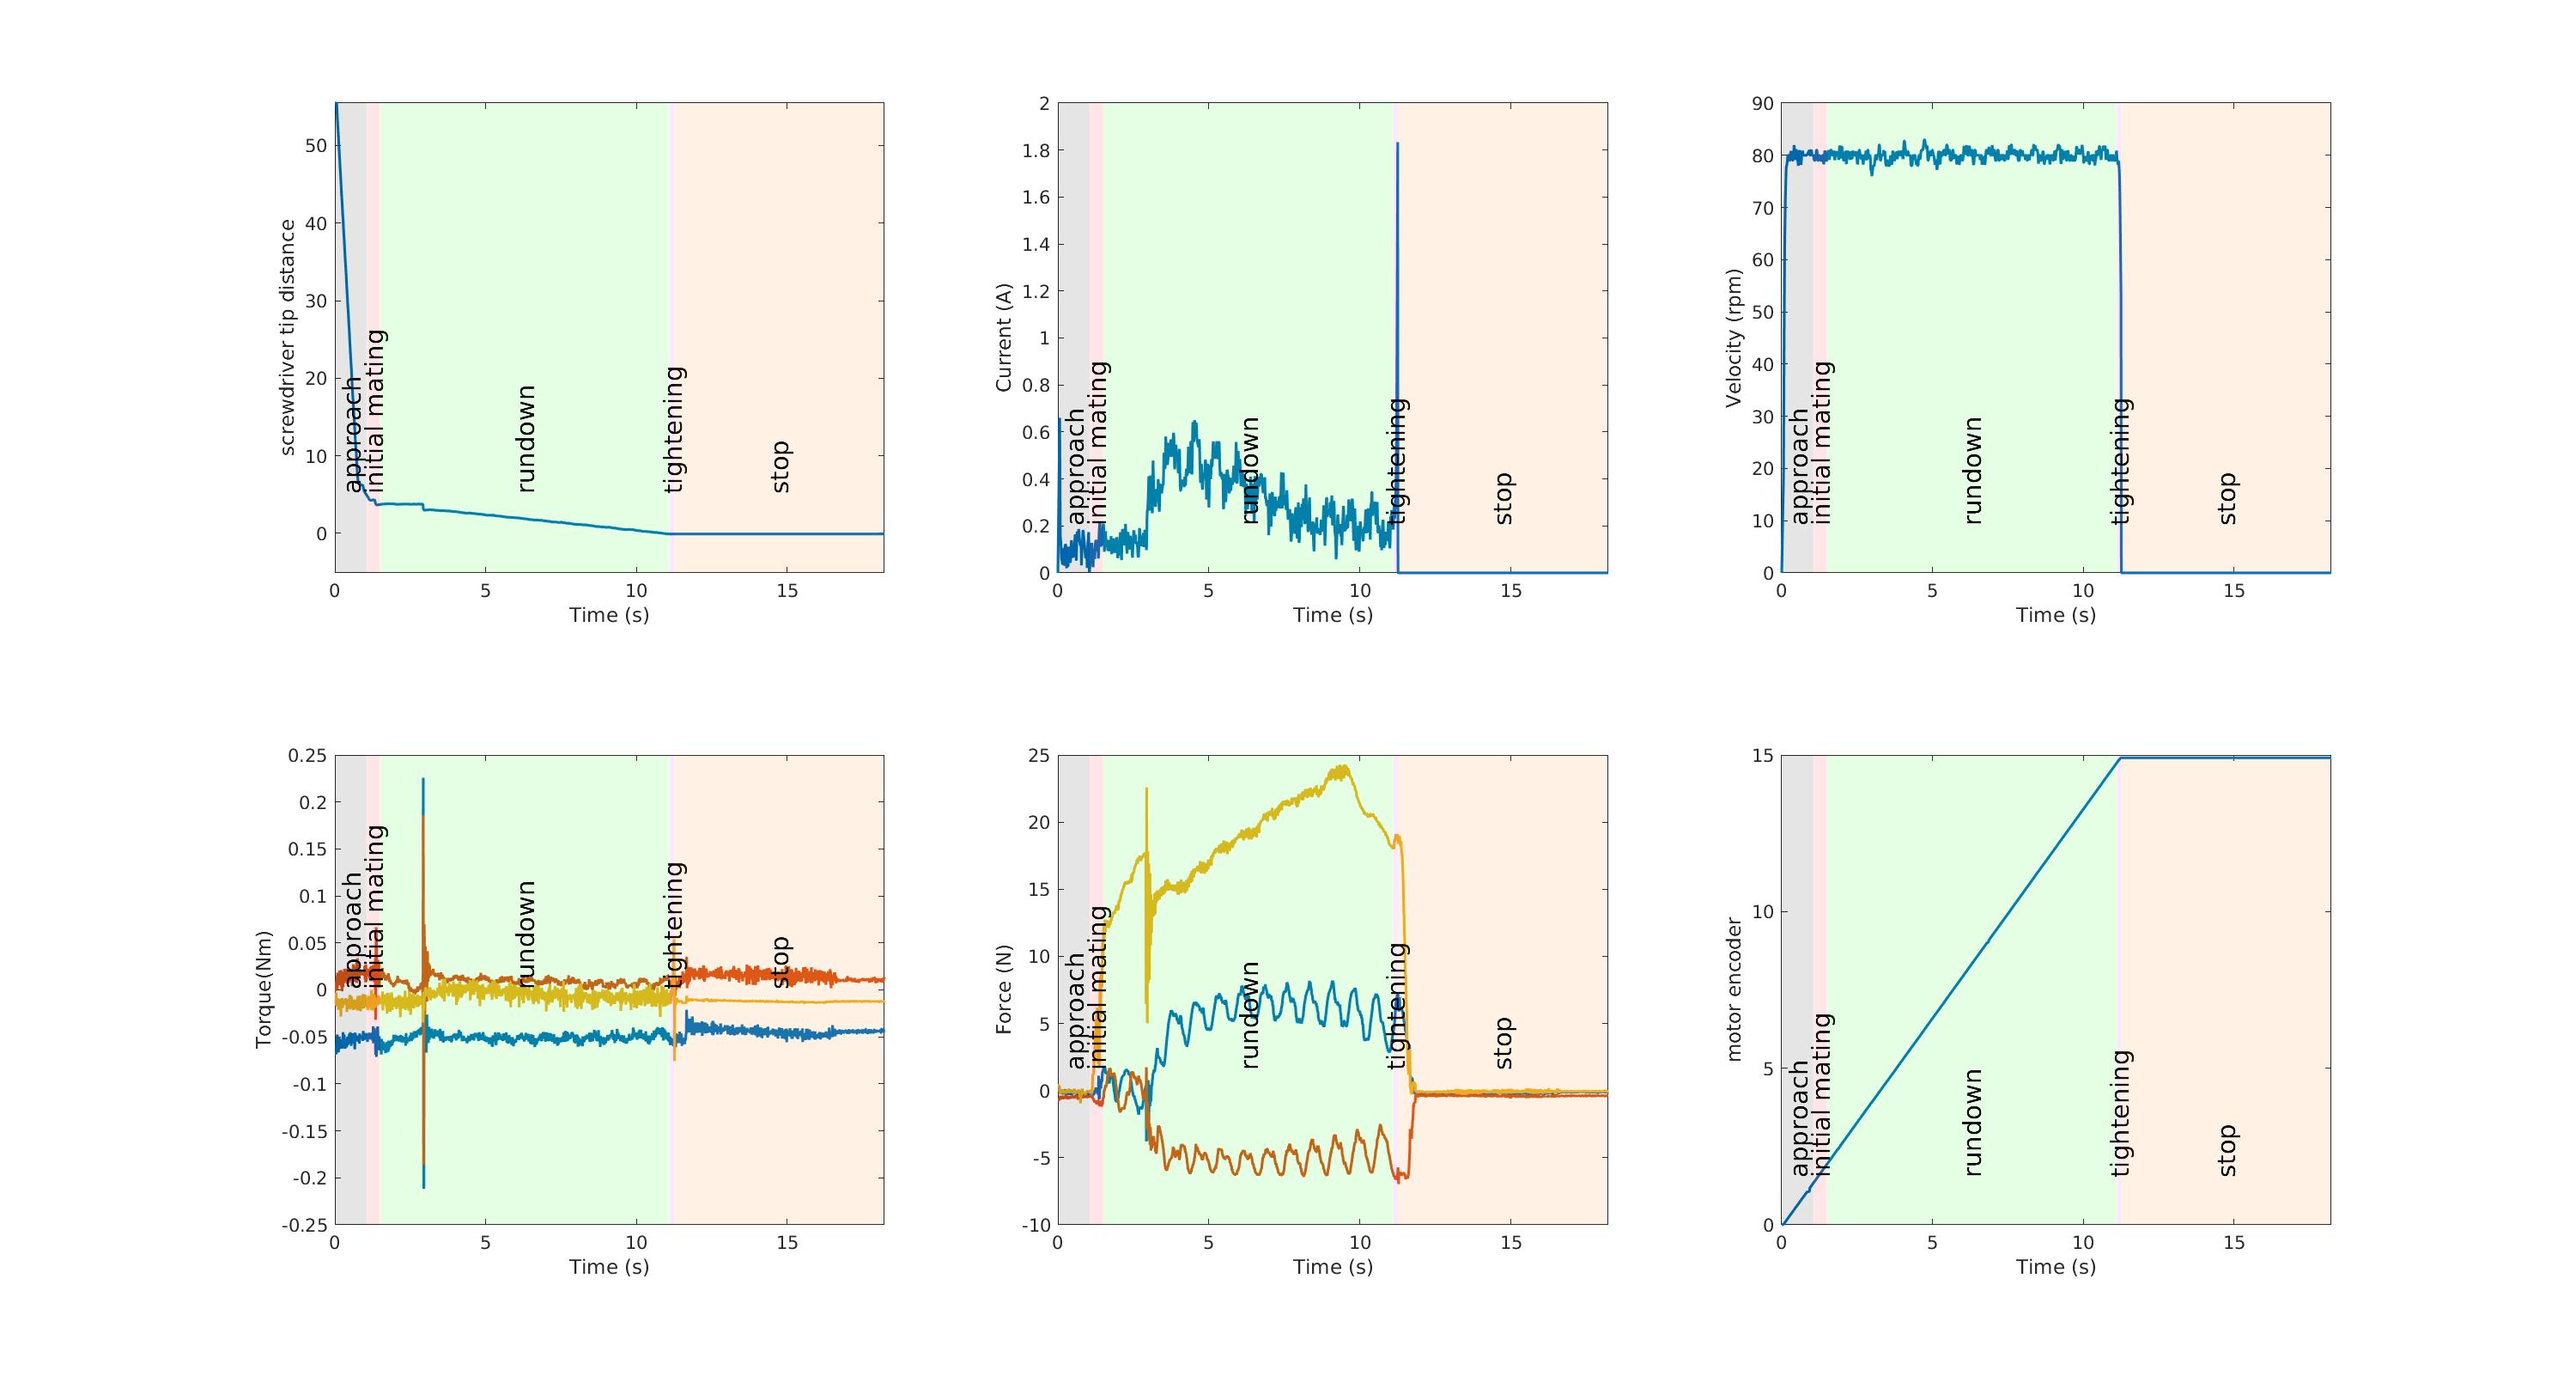 screwdriver tip distance
50
40
30
20
10
0
approach
initial mating
rundown
tightening
stop
0
5
10
15
Time (s)
Current (A)
2
1.8
1.6
1.4
1.2
1
0.8
0.6
0.4
0.2
0
approach
initial mating
rundown
tightening
stop
0
5
10
15
Time (s)
Velocity (rpm)
90
80
70
60
50
40
30
20
10
0
approach
initial mating
rundown
tightening
stop
0
5
10
15
Time (s)
Torque(Nm)
0.25
0.2
0.15
0.1
0.05
0
-0.05
-0.1
-0.15
-0.2
-0.25
approach
initial mating
rundown
tightening
stop
0
5
10
15
Time (s)
Force (N)
25
20
15
10
5
0
-5
-10
approach
initial mating
rundown
tightening
stop
0
5
10
15
Time (s)
motor encoder
15
10
5
0
approach
initial mating
rundown
tightening
stop
0
5
10
15
Time (s)